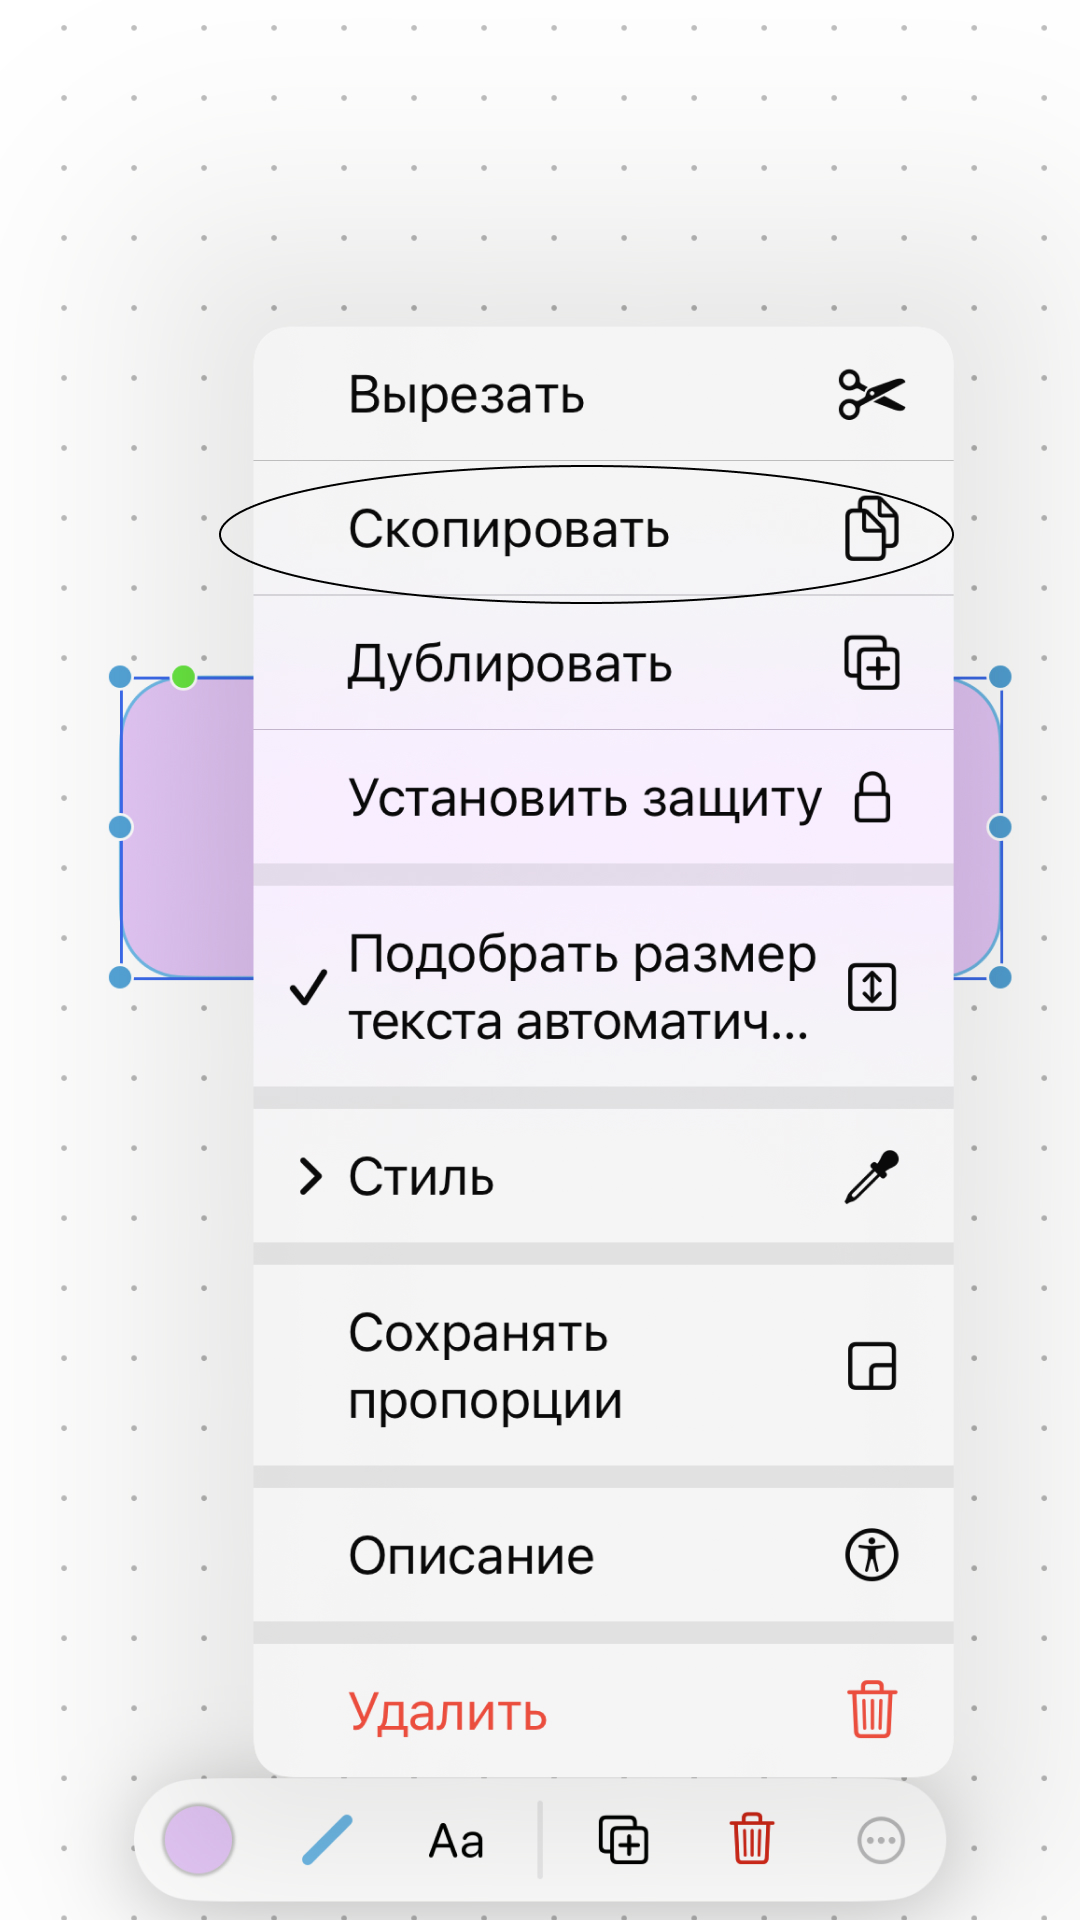 Вырезать
Скопировать
Дублировать
Установить защиту
Подобрать размер
текста автоматич...
Стиль
Сохранять
пропорции
Описание
Удалить
Aa